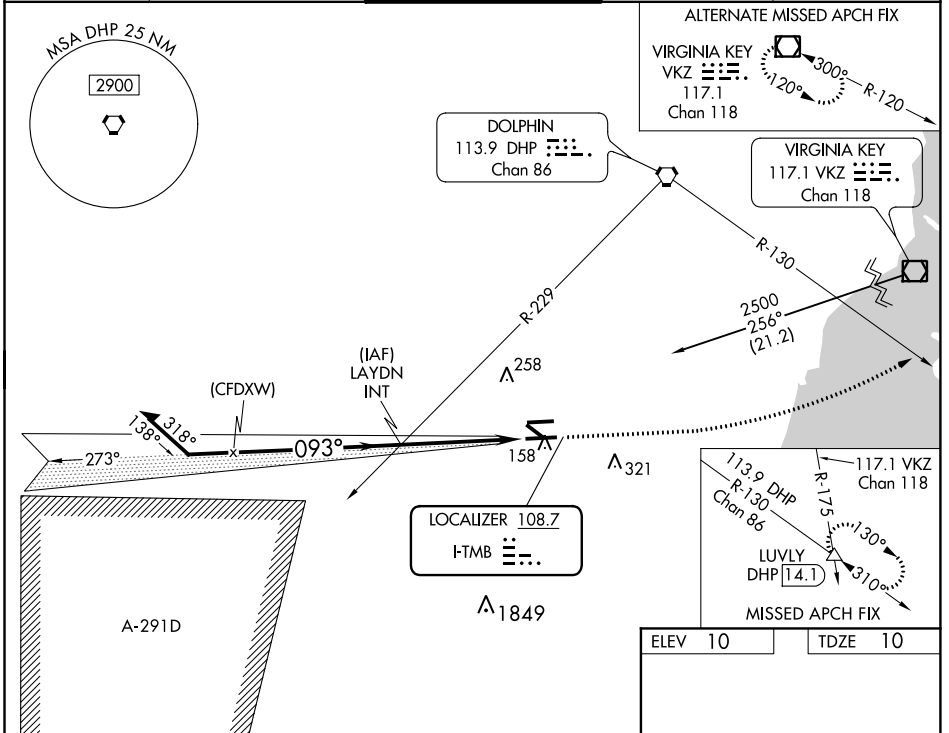 MSA DHP 25 NM
2900
ALTERNATE MISSED APCH FIX
VIRGINIA KEY
VKZ
117.1
Chan 118
120°
300°
R-120
DOLPHIN
113.9 DHP
Chan 86
VIRGINIA KEY
117.1 VKZ
Chan 118
R-130
R-229
2500
256°
(21.2)
258
(IAF)
LAYDN
INT
(CFDXW)
318°
138°
273°
x
093°
158
321
LOCALIZER 108.7
I-TMB
1849
A-291D
113.9 DHP
R-130
Chan 86
117.1 VKZ
Chan 118
R-175
130°
310°
LUVLY
DHP 14.1
MISSED APCH FIX
ELEV 10
TDZE 10